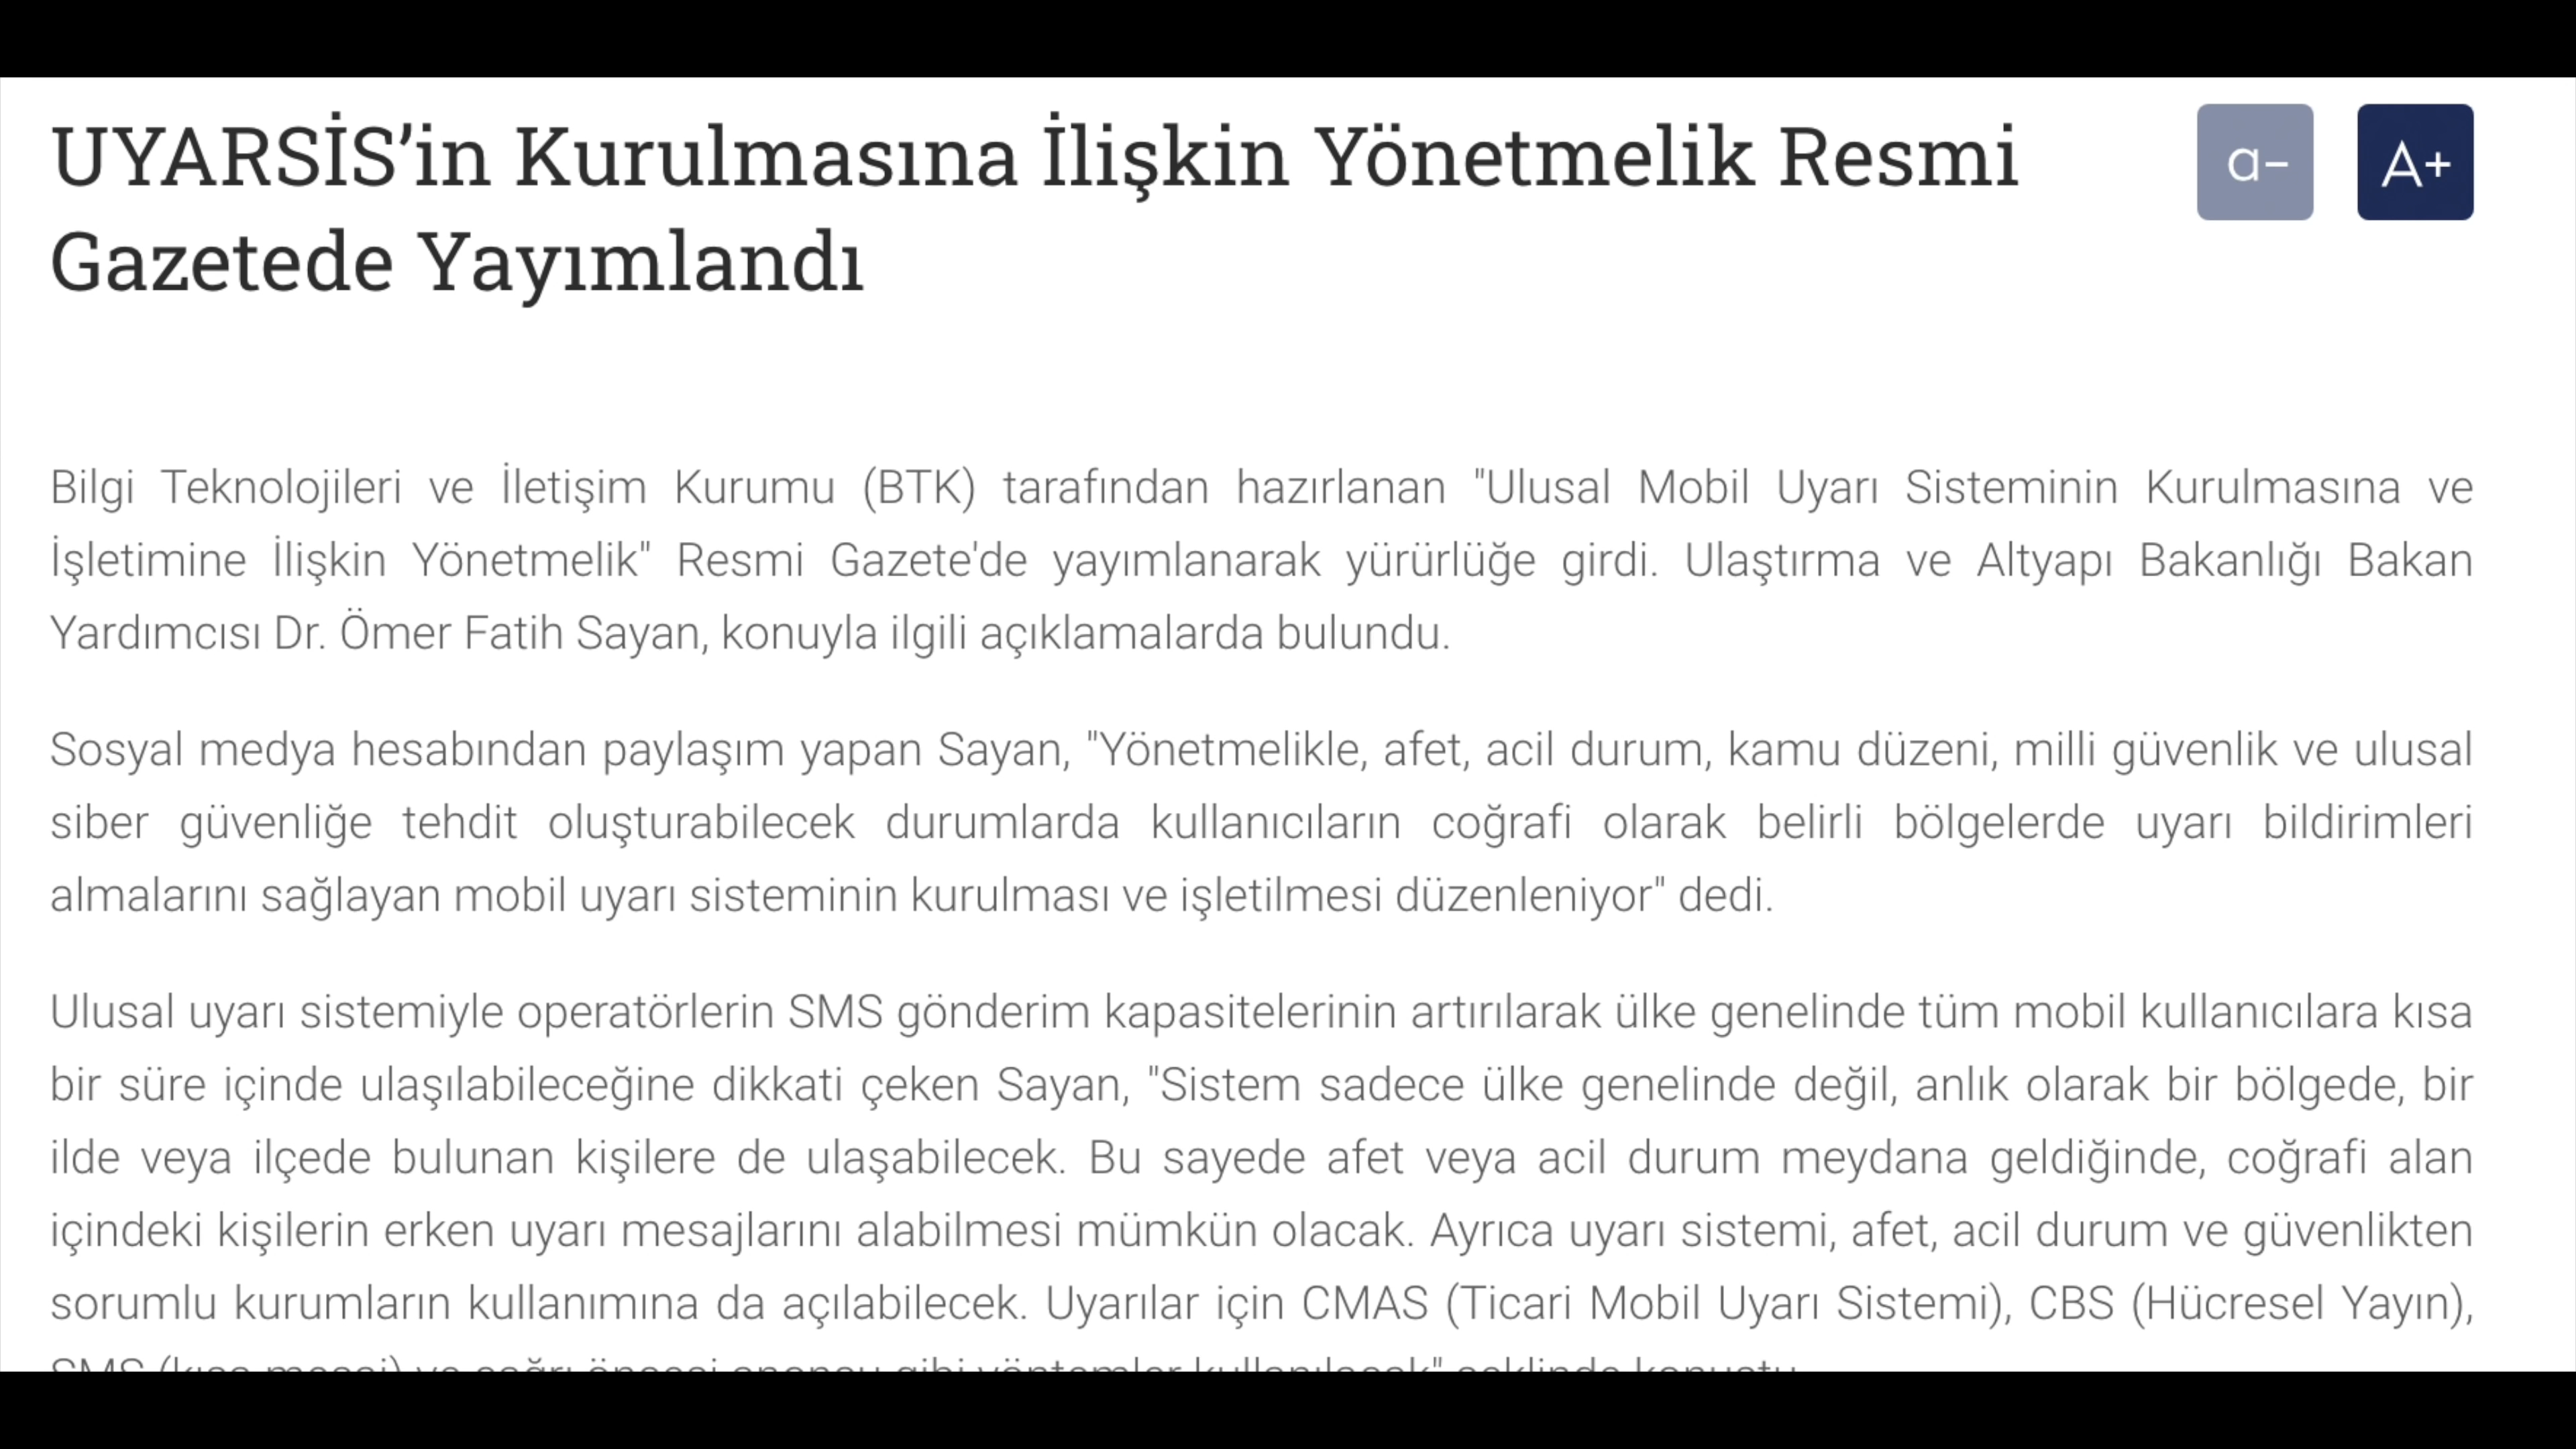 UYARSİS’in Kurulmasına İlişkin Yönetmelik Resmi
Gazetede Yayımlandı
a-
A+
Bilgi Teknolojileri ve İletişim Kurumu (BTK) tarafından hazırlanan "Ulusal Mobil Uyarı Sisteminin Kurulmasına ve
İşletimine İlişkin Yönetmelik" Resmi Gazete'de yayımlanarak yürürlüğe girdi. Ulaştırma ve Altyapı Bakanlığı Bakan
Yardımcısı Dr. Ömer Fatih Sayan, konuyla ilgili açıklamalarda bulundu.
Sosyal medya hesabından paylaşım yapan Sayan, "Yönetmelikle, afet, acil durum, kamu düzeni, milli güvenlik ve ulusal
siber güvenliğe tehdit oluşturabilecek durumlarda kullanıcıların coğrafi olarak belirli bölgelerde uyarı bildirimleri
almalarını sağlayan mobil uyarı sisteminin kurulması ve işletilmesi düzenleniyor" dedi.
Ulusal uyarı sistemiyle operatörlerin SMS gönderim kapasitelerinin artırılarak ülke genelinde tüm mobil kullanıcılara kısa
bir süre içinde ulaşılabileceğine dikkati çeken Sayan, "Sistem sadece ülke genelinde değil, anlık olarak bir bölgede, bir
ilde veya ilçede bulunan kişilere de ulaşabilecek. Bu sayede afet veya acil durum meydana geldiğinde, coğrafi alan
içindeki kişilerin erken uyarı mesajlarını alabilmesi mümkün olacak. Ayrıca uyarı sistemi, afet, acil durum ve güvenlikten
sorumlu kurumların kullanımına da açılabilecek. Uyarılar için CMAS (Ticari Mobil Uyarı Sistemi), CBS (Hücresel Yayın),